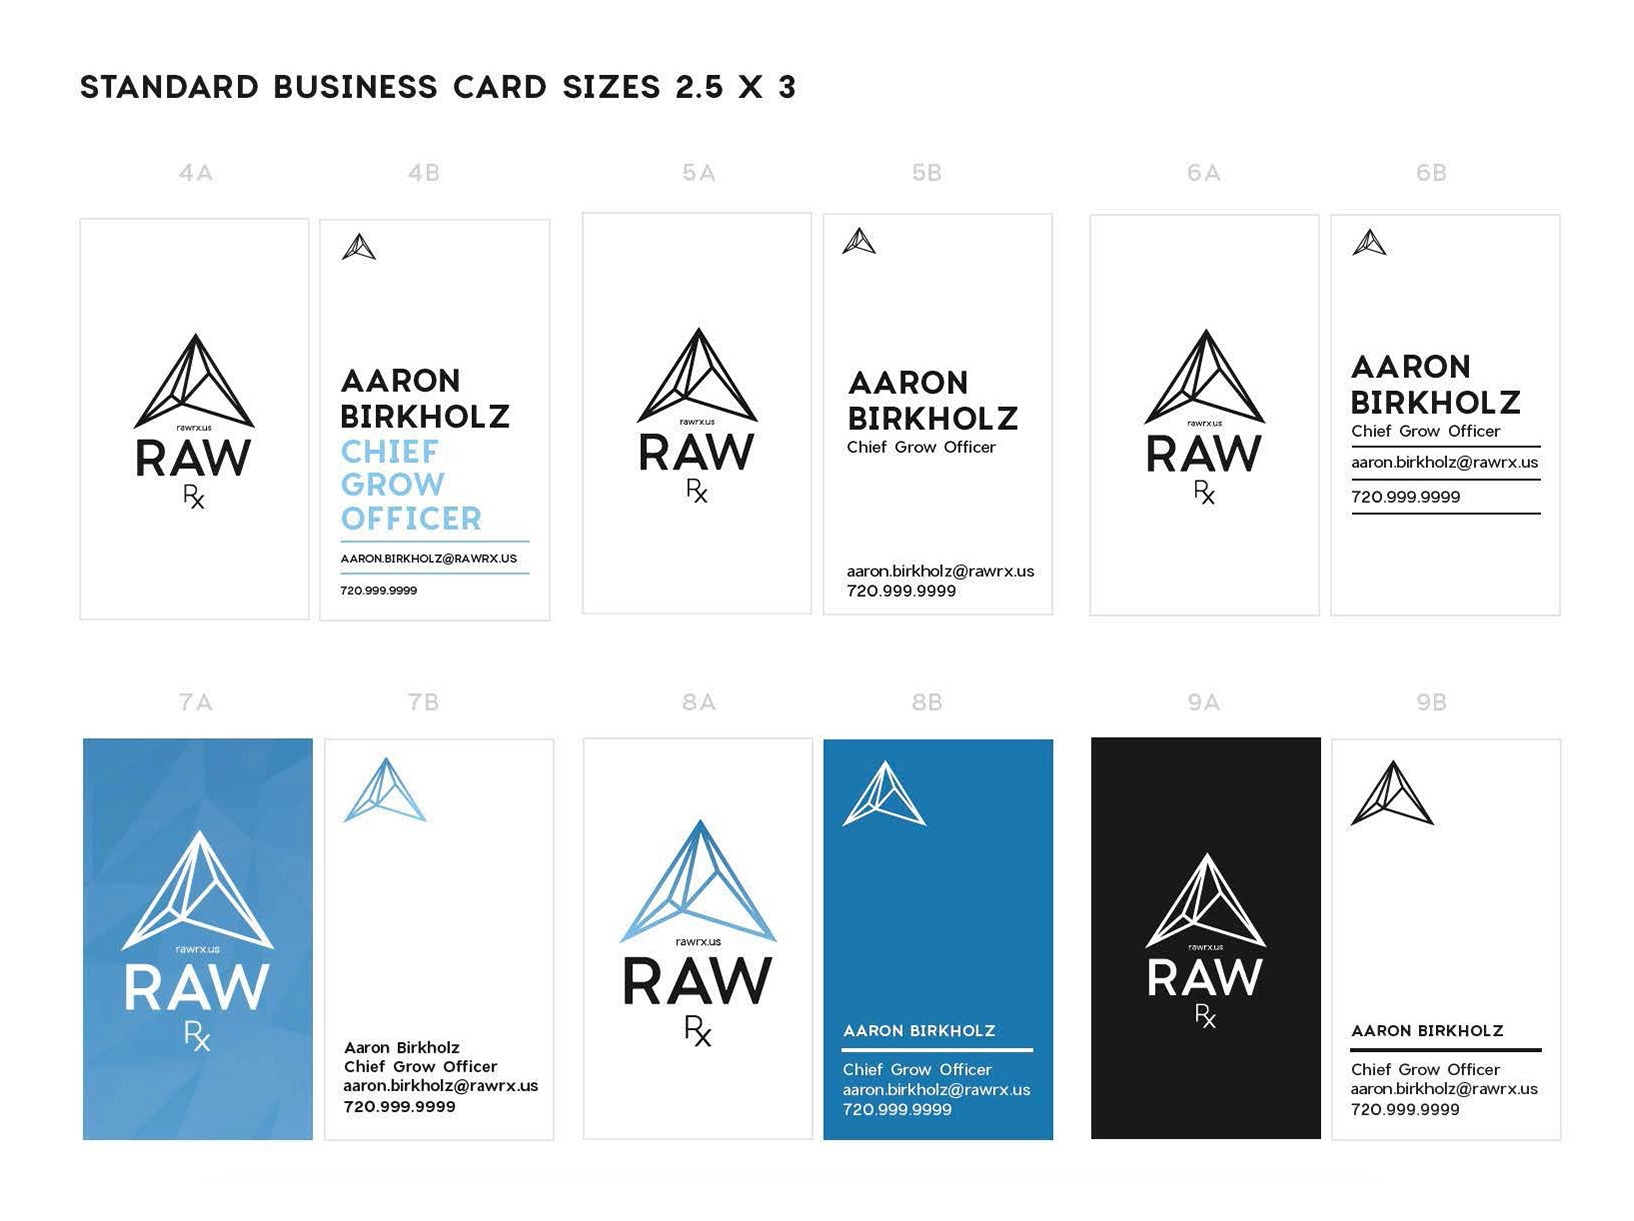 STANDARD BUSINESS CARD SIZES 2.5 X 3
4A
4B
5A
5B
6A
6B
rawrx.us
RAW
Rx
AARON
BIRKHOLZ
CHIEF
GROW
OFFICER
AARON.BIRKHOLZ@RAWRX.US
720.999.9999
rawrx.us
RAW
Rx
AARON
BIRKHOLZ
Chief Grow Officer
aaron.birkholz@rawrx.us
720.999.9999
rawrx.us
RAW
Rx
AARON
BIRKHOLZ
Chief Grow Officer
aaron.birkholz@rawrx.us
720.999.9999
7A
7B
8A
8B
9A
9B
rawrx.us
RAW
Rx
Aaron Birkholz
Chief Grow Officer
aaron.birkholz@rawrx.us
720.999.9999
rawrx.us
RAW
Rx
AARON BIRKHOLZ
Chief Grow Officer
aaron.birkholz@rawrx.us
720.999.9999
rawrx.us
RAW
Rx
AARON BIRKHOLZ
Chief Grow Officer
aaron.birkholz@rawrx.us
720.999.9999